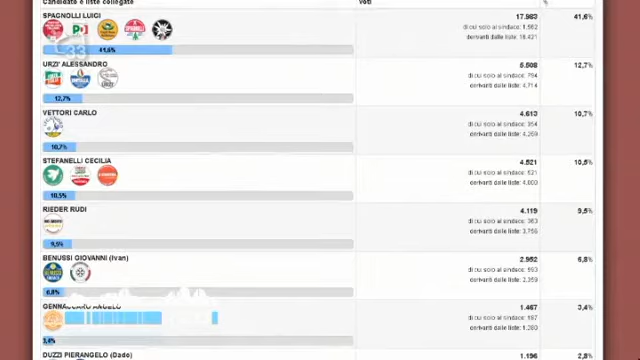 Candidato e liste collegate Voti %
SPAGNOLLI LUIGI 17.983 41,6%
di cui solo al sindaco: 1.562
derivanti dalle liste: 16.421
41,6%
33
URZI' ALESSANDRO 5.508 12,7%
di cui solo al sindaco: 794
derivanti dalle liste: 4.714
12,7%
VETTORI CARLO 4.613 10,7%
di cui solo al sindaco: 354
derivanti dalle liste: 4.259
10,7%
STEFANELLI CECILIA 4.521 10,5%
di cui solo al sindaco: 521
derivanti dalle liste: 4.000
10,5%
RIEDER RUDI 4.119 9,5%
di cui solo al sindaco: 363
derivanti dalle liste: 3.756
9,5%
BENUSSI GIOVANNI (Ivan) 2.952 6,8%
di cui solo al sindaco: 593
derivanti dalle liste: 2.359
6,8%
ANGELO 1.467 3,4%
di cui solo al sindaco: 187
derivanti dalle liste: 1.280
3,4%
DUZZI PIERANGELO (Dado) 1.196 2,8%